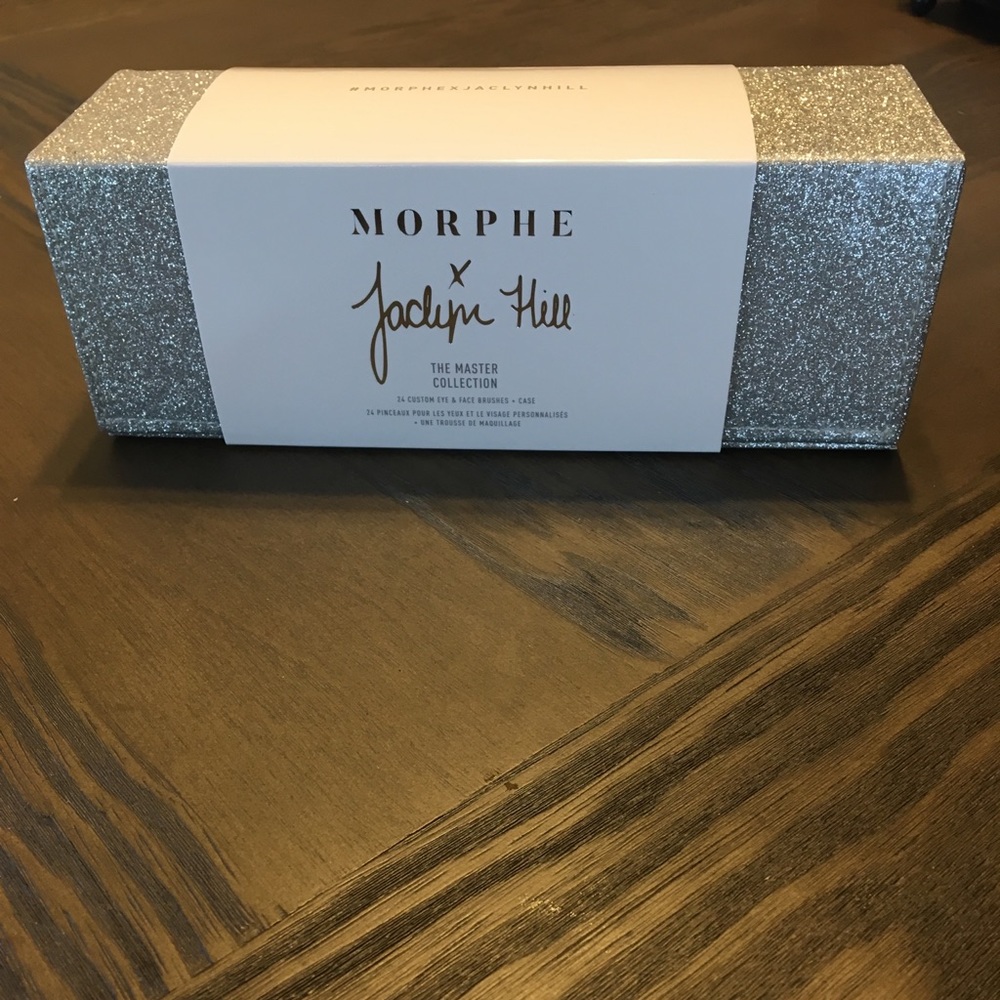 #MORPHEXJACLYNHILL
MORPHE
X
Jaclyn Hill
THE MASTER
COLLECTION
24 CUSTOM EYE & FACE BRUSHES + CASE
24 PINCEAUX POUR LES YEUX ET LE VISAGE PERSONNALISÉS
+ UNE TROUSSE DE MAQUILLAGE